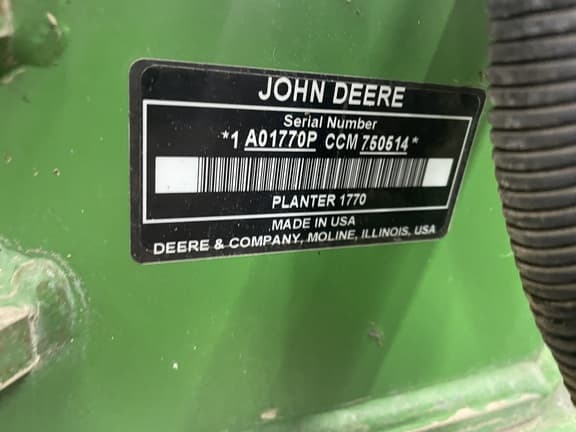 JOHN DEERE
Serial Number
*1 A01770P CCM 750514*
PLANTER 1770
MADE IN USA
DEERE & COMPANY, MOLINE, ILLINOIS, USA